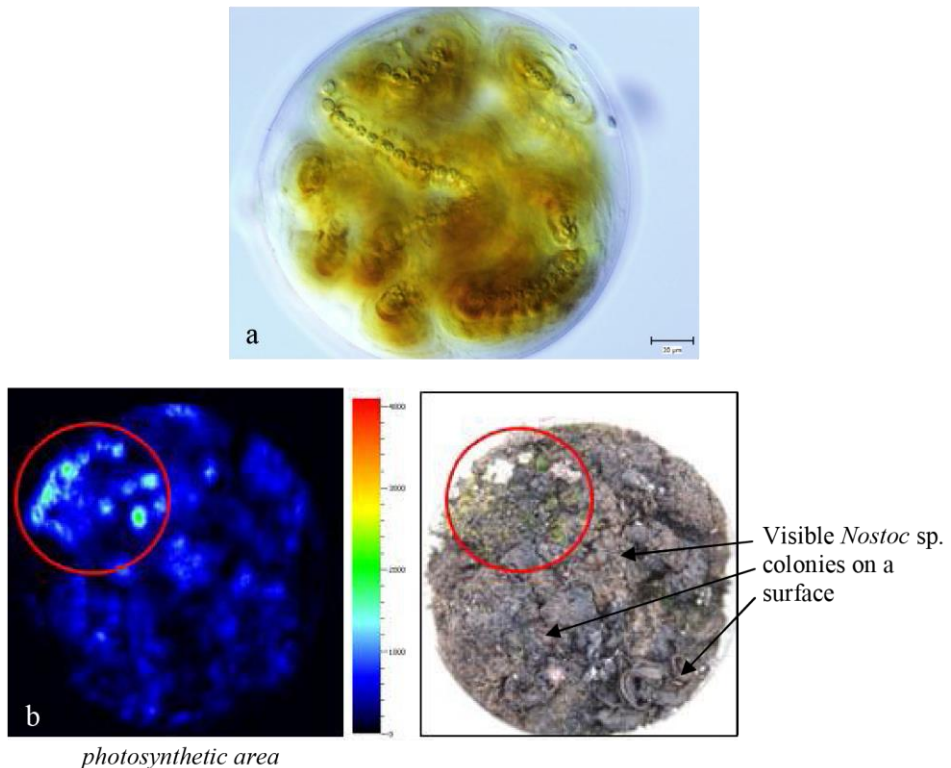 a
20 µm
4000
3000
2000
1000
0
b
Visible Nostoc sp.
colonies on a
surface
photosynthetic area